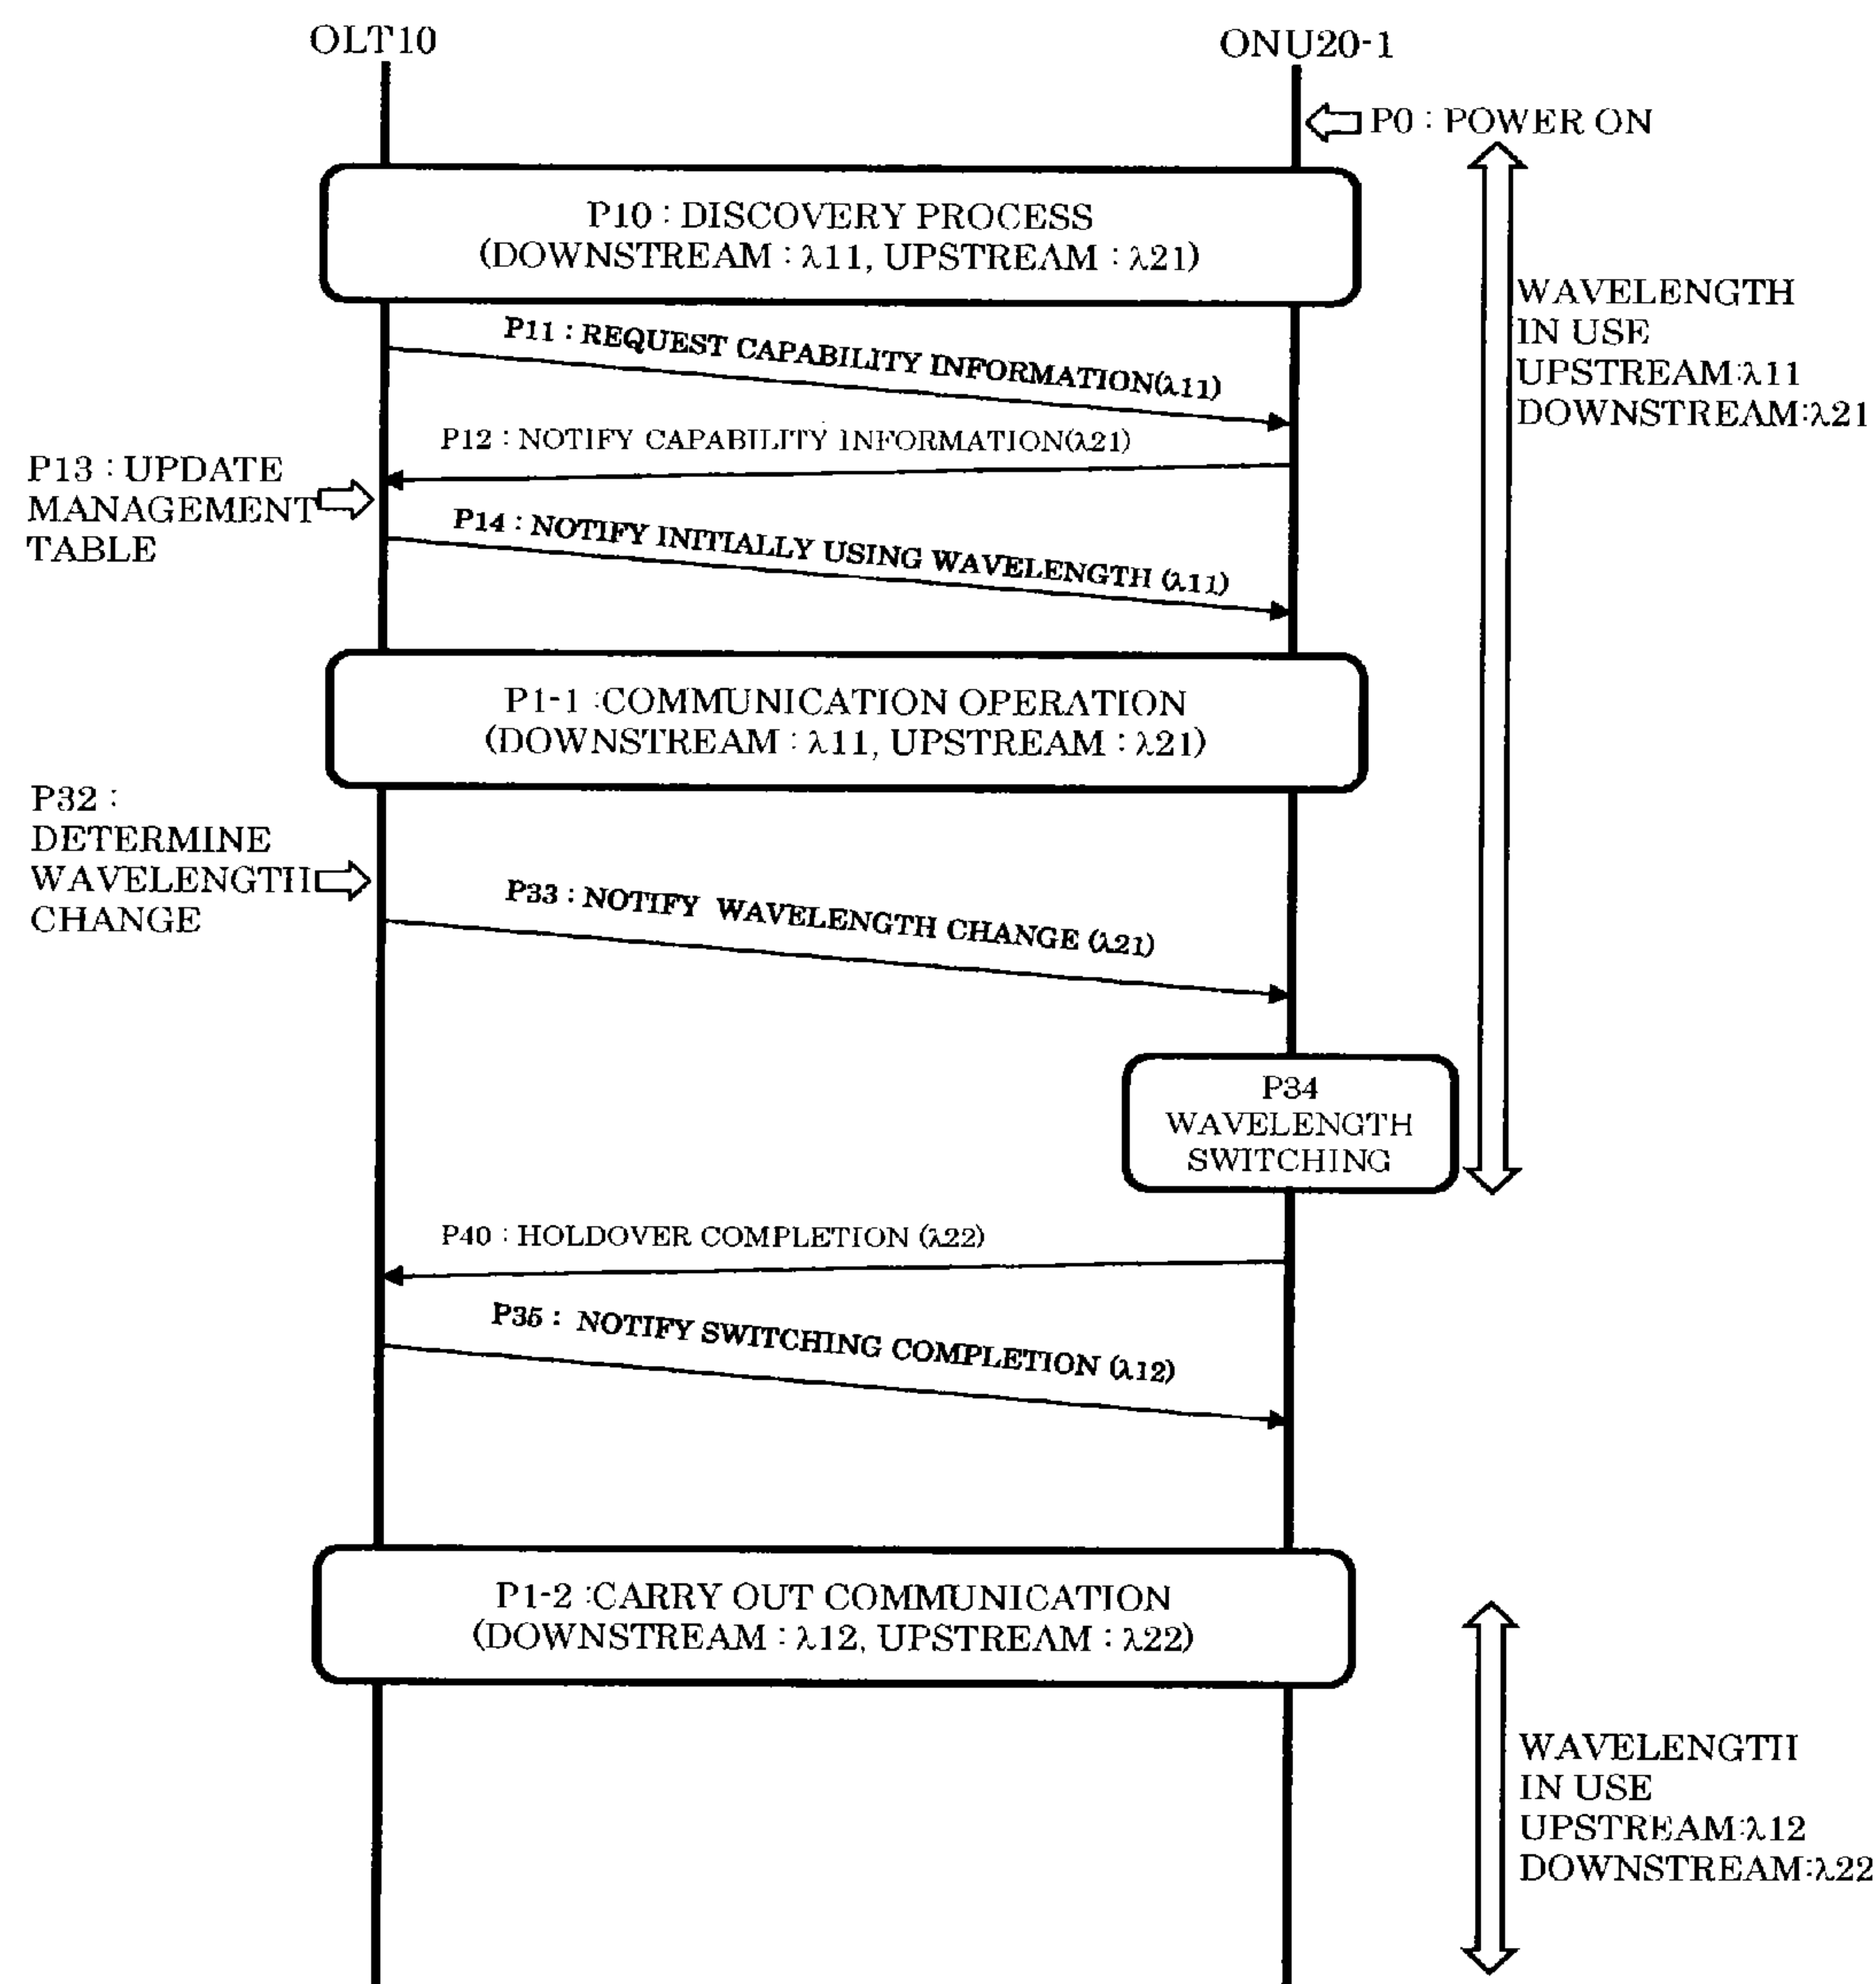 OLT10
ONU20-1
P0 : POWER ON
P10 : DISCOVERY PROCESS
(DOWNSTREAM : λ11, UPSTREAM : λ21)
WAVELENGTH
IN USE
UPSTREAM:λ11
DOWNSTREAM:λ21
P11 : REQUEST CAPABILITY INFORMATION(λ11)
P12 : NOTIFY CAPABILITY INFORMATION(λ21)
P13 : UPDATE
MANAGEMENT
TABLE
P14 : NOTIFY INITIALLY USING WAVELENGTH (λ11)
P1-1 :COMMUNICATION OPERATION
(DOWNSTREAM : λ11, UPSTREAM : λ21)
P32 :
DETERMINE
WAVELENGTH
CHANGE
P33 : NOTIFY WAVELENGTH CHANGE (λ21)
P34
WAVELENGTH
SWITCHING
P40 : HOLDOVER COMPLETION (λ22)
P35 : NOTIFY SWITCHING COMPLETION (λ12)
P1-2 :CARRY OUT COMMUNICATION
(DOWNSTREAM : λ12, UPSTREAM : λ22)
WAVELENGTH
IN USE
UPSTREAM:λ12
DOWNSTREAM:λ22